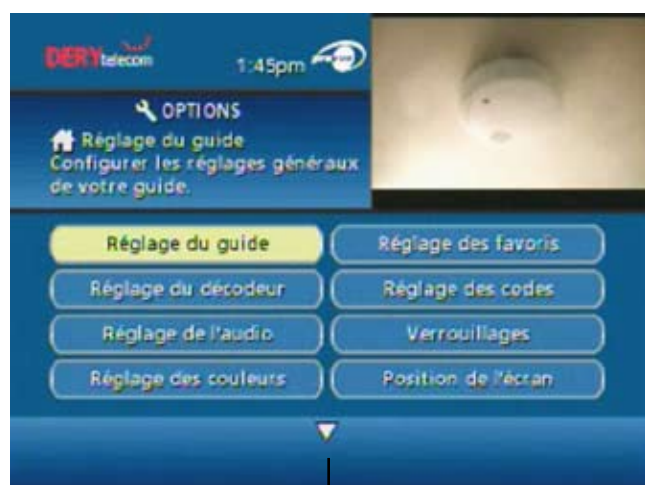 DERYtelecom
1:45pm
OPTIONS
Réglage du guide
Configurer les réglages généraux
de votre guide.
Réglage du guide
Réglage des favoris
Réglage du décodeur
Réglage des codes
Réglage de l'audio
Verrouillages
Réglage des couleurs
Position de l'écran